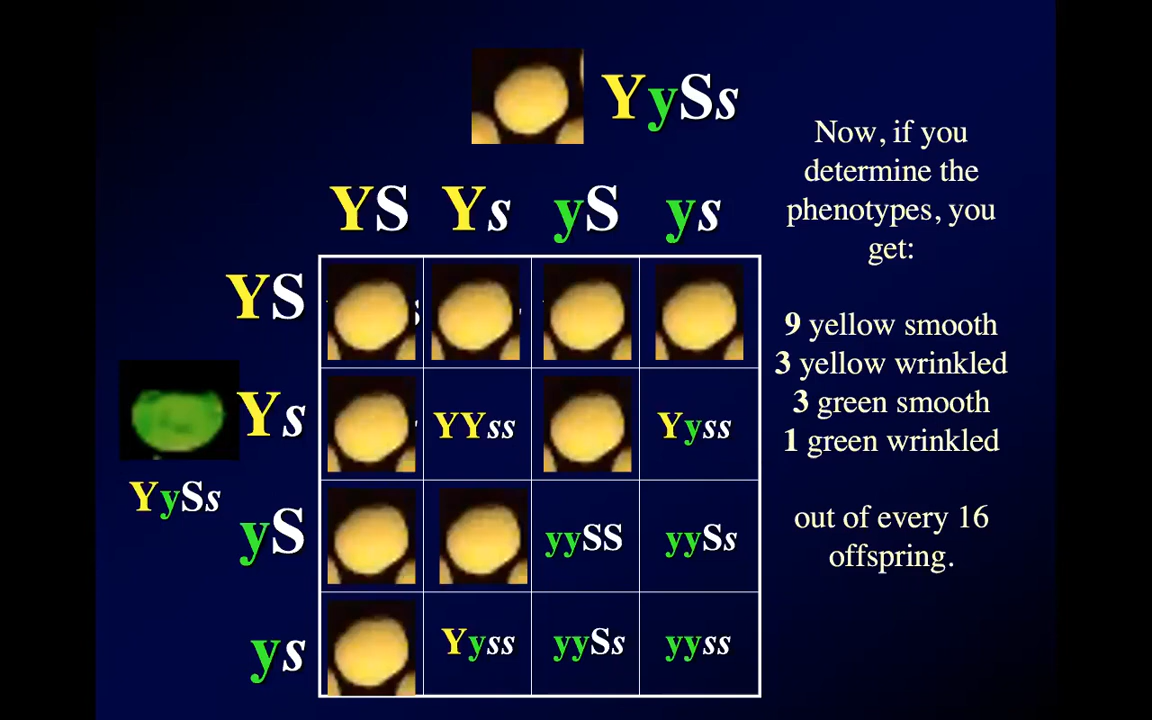 YySs
Now, if you
determine the
phenotypes, you
get:
YS Ys yS ys
YS
9 yellow smooth
3 yellow wrinkled
3 green smooth
1 green wrinkled
Ys YYss Yyss
YySs
yS yySS yySs
out of every 16
offspring.
ys Yyss yySs yyss